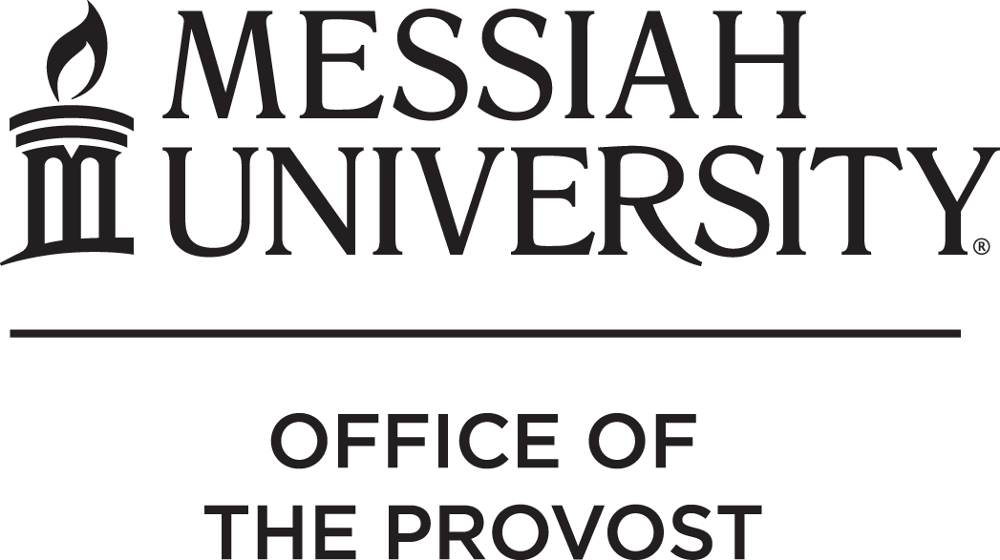 MESSIAH
UNIVERSITY®
OFFICE OF
THE PROVOST